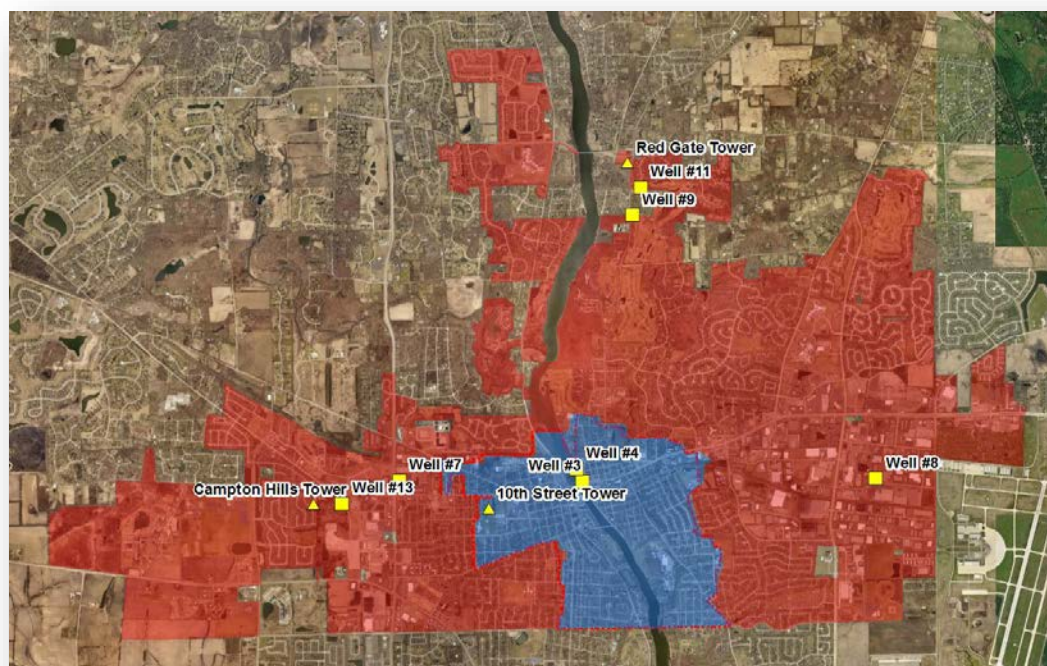 Red Gate Tower
Well #11
Well #9
Well #7
Well #3
Well #4
Well #8
Campton Hills Tower
Well #13
10th Street Tower